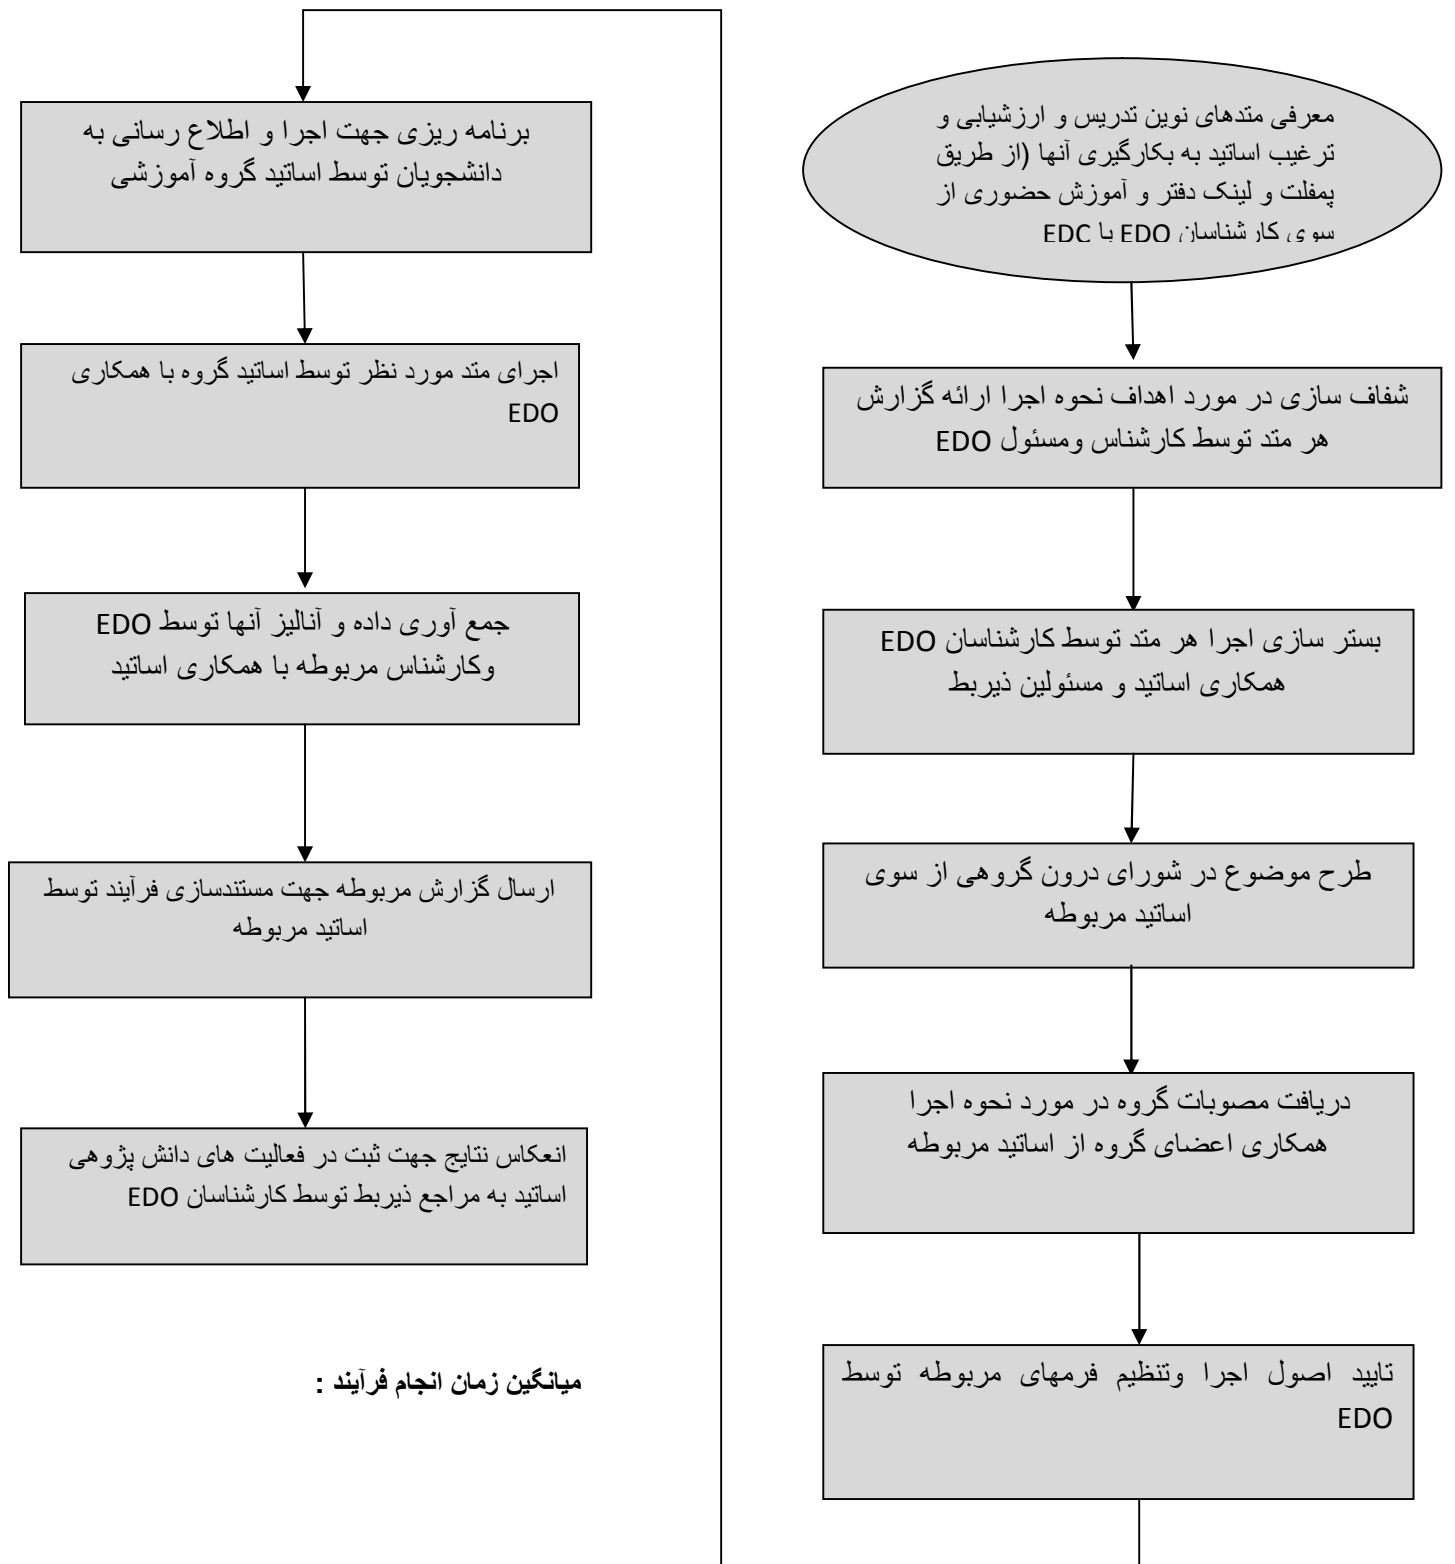 معرفی متدهای نوین تدریس و ارزشیابی و
ترغیب اساتید به بکارگیری آنها (از طریق
پمفلت و لینک دفتر و آموزش حضوری از
سوی کارشناسان EDO با EDC
شفاف سازی در مورد اهداف نحوه اجرا ارائه گزارش
هر متد توسط کارشناس ومسئول EDO
بستر سازی اجرا هر متد توسط کارشناسان EDO
همکاری اساتید و مسئولین ذیربط
طرح موضوع در شورای درون گروهی از سوی
اساتید مربوطه
دریافت مصوبات گروه در مورد نحوه اجرا
همکاری اعضای گروه از اساتید مربوطه
تایید اصول اجرا وتنظیم فرمهای مربوطه توسط
EDO
برنامه ریزی جهت اجرا و اطلاع رسانی به
دانشجویان توسط اساتید گروه آموزشی
اجرای متد مورد نظر توسط اساتید گروه با همکاری
EDO
جمع آوری داده و آنالیز آنها توسط EDO
وکارشناس مربوطه با همکاری اساتید
ارسال گزارش مربوطه جهت مستندسازی فرآیند توسط
اساتید مربوطه
انعکاس نتایج جهت ثبت در فعالیت های دانش پژوهی
اساتید به مراجع ذیربط توسط کارشناسان EDO
میانگین زمان انجام فرآیند :